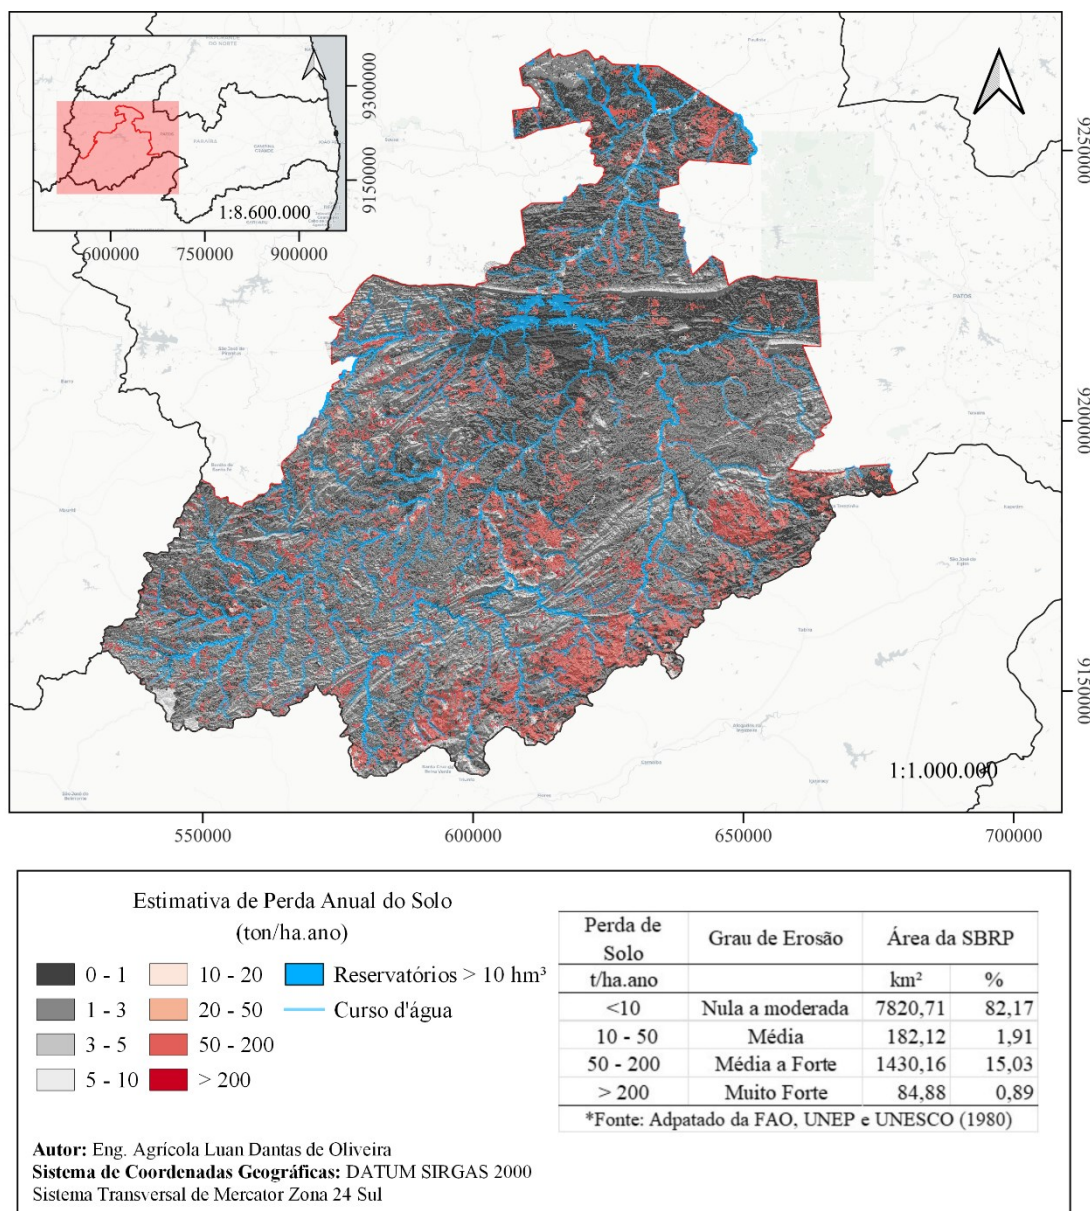 9300000
9150000
1:8.600.000
600000
750000
900000
9250000
9200000
9150000
PATOS
1:1.000.000
550000
600000
650000
700000
Estimativa de Perda Anual do Solo
(ton/ha.ano)
0 - 1
10 - 20
Reservatórios > 10 hm³
1 - 3
20 - 50
Curso d'água
3 - 5
50 - 200
5 - 10
> 200
Perda de Solo Grau de Erosão Área da SBRP
t/ha.ano km² %
<10 Nula a moderada 7820,71 82,17
10 - 50 Média 182,12 1,91
50 - 200 Média a Forte 1430,16 15,03
> 200 Muito Forte 84,88 0,89
*Fonte: Adpatado da FAO, UNEP e UNESCO (1980)
Autor: Eng. Agrícola Luan Dantas de Oliveira
Sistema de Coordenadas Geográficas: DATUM SIRGAS 2000
Sistema Transversal de Mercator Zona 24 Sul